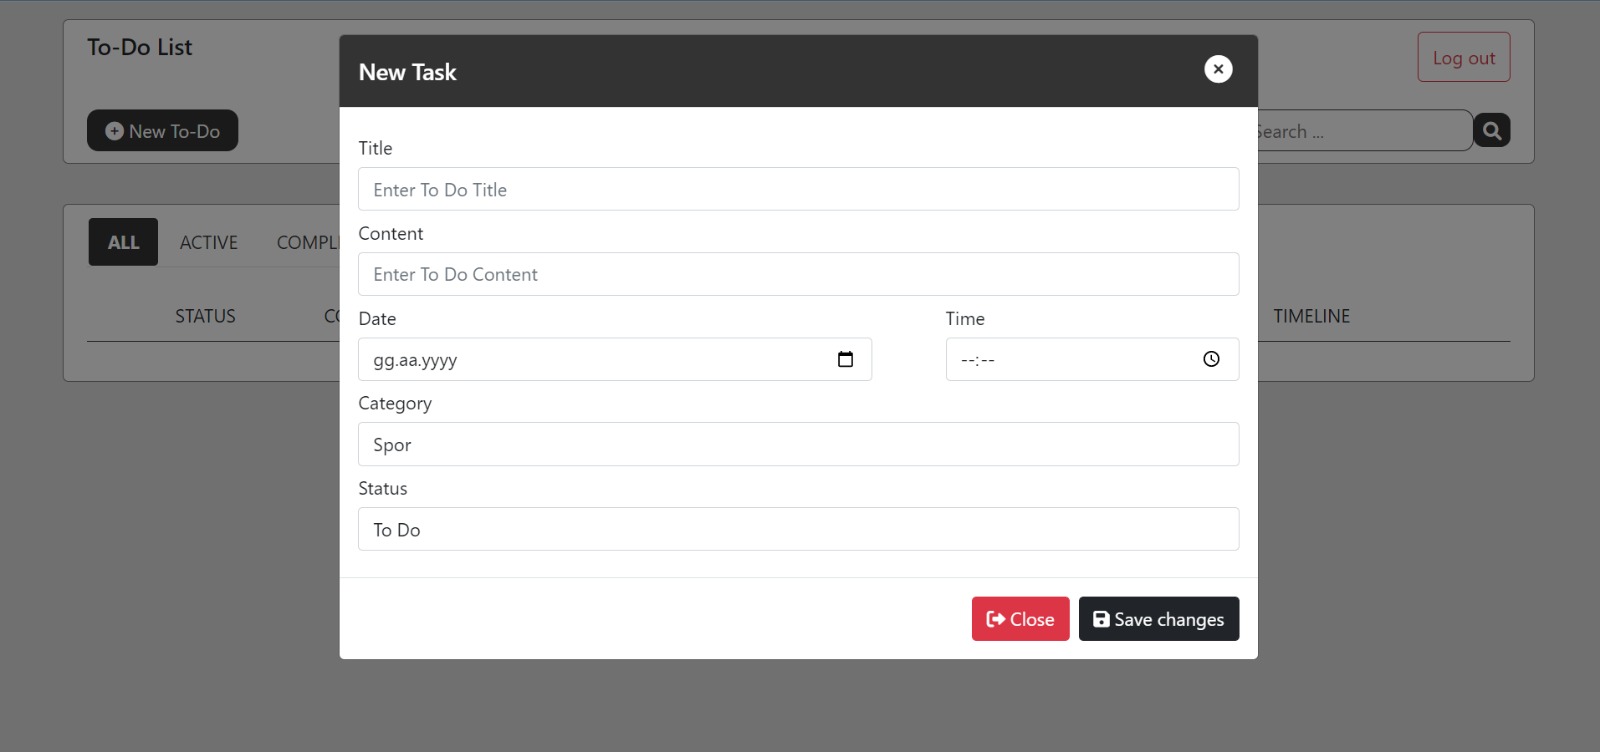 To-Do List
Log out
New To-Do
Search ...
ALL ACTIVE COMPL
STATUS CO TIMELINE
New Task
Title
Enter To Do Title
Content
Enter To Do Content
Date Time
gg.aa.yyyy --:--
Category
Spor
Status
To Do
Close Save changes